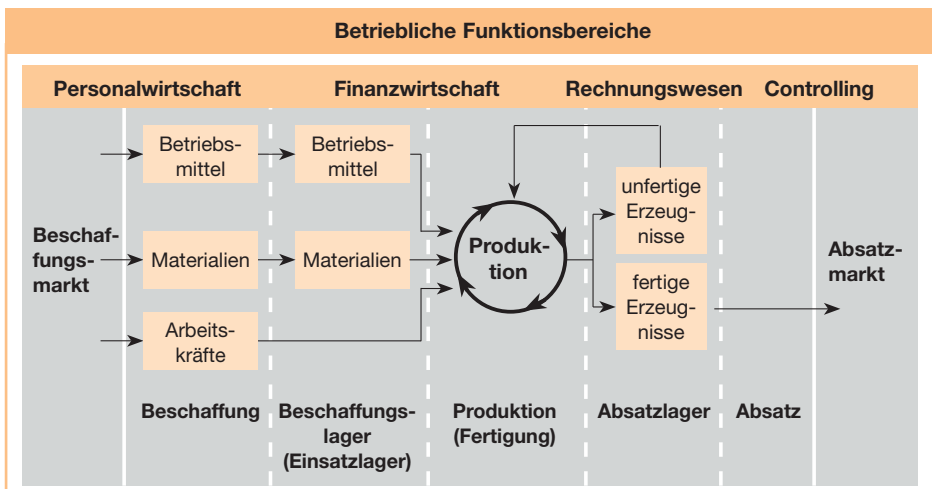 Betriebliche Funktionsbereiche
Personalwirtschaft
Finanzwirtschaft
Rechnungswesen
Controlling
Beschaf-
fungs-
markt
Betriebs-
mittel
Materialien
Arbeits-
kräfte
Betriebs-
mittel
Materialien
Produk-
tion
unfertige
Erzeug-
nisse
fertige
Erzeug-
nisse
Absatz-
markt
Beschaffung
Beschaffungs-
lager
(Einsatzlager)
Produktion
(Fertigung)
Absatzlager
Absatz